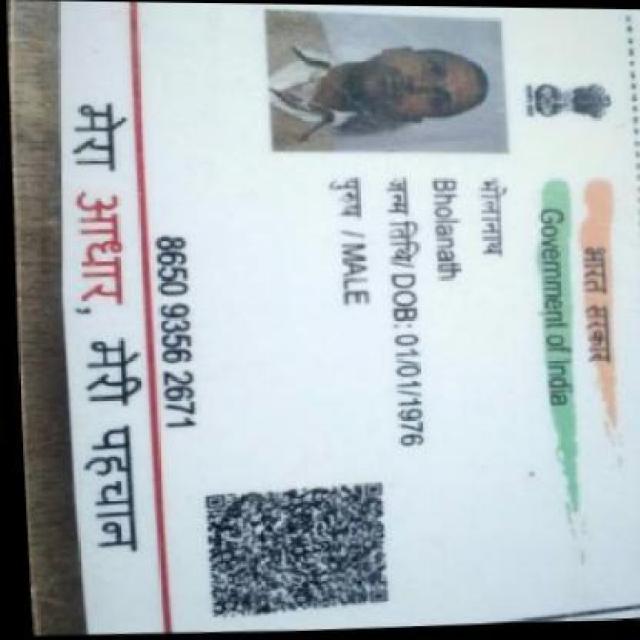 भारत सरकार
Government of India
भोलानाथ
Bholanath
जन्म तिथि/ DOB: 01/01/1976
पुरुष / MALE
8650 9356 2671
मेरा आधार, मेरी पहचान